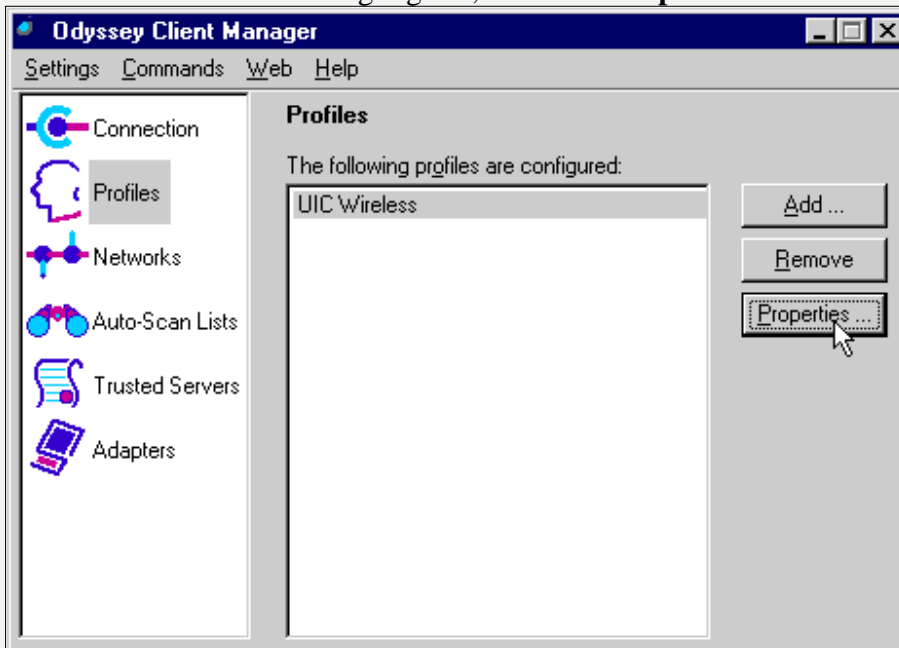 Odyssey Client Manager
Settings Commands Web Help
Connection
Profiles
Networks
Auto-Scan Lists
Trusted Servers
Adapters
Profiles
The following profiles are configured:
UIC Wireless
Add ...
Remove
Properties ...